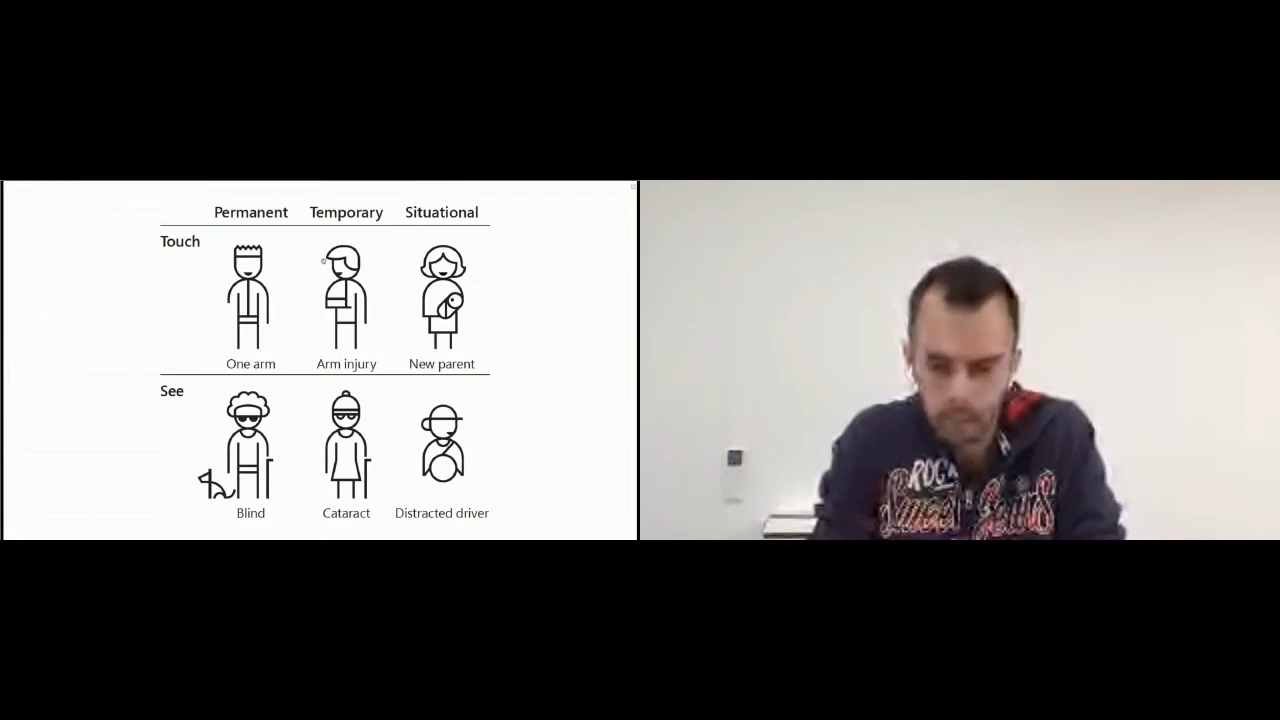 Permanent Temporary Situational
Touch
One arm Arm injury New parent
See
Blind Cataract Distracted driver